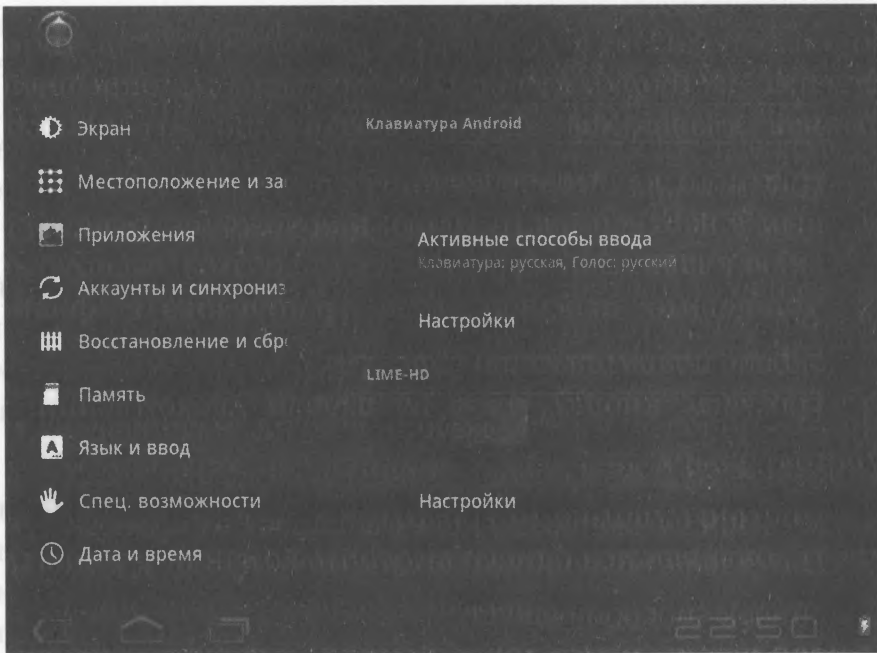 Экран
Местоположение и за
Приложения
Аккаунты и синхрониз
Восстановление и сбр
Память
Язык и ввод
Спец. возможности
Дата и время
Клавиатура Android
Активные способы ввода
Клавиатура: русская, Голос: русский
Настройки
LIME-HD
Настройки
22:50